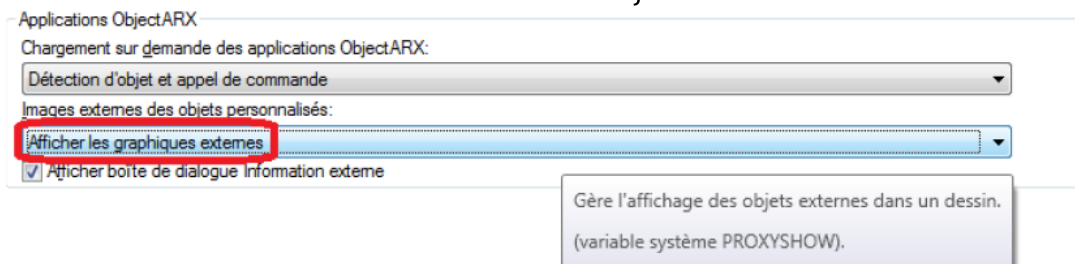 Applications ObjectARX
Chargement sur demande des applications ObjectARX:
Détection d'objet et appel de commande
Images externes des objets personnalisés:
Afficher les graphiques externes
Afficher boîte de dialogue Information externe
Gère l'affichage des objets externes dans un dessin.
(variable système PROXYSHOW).